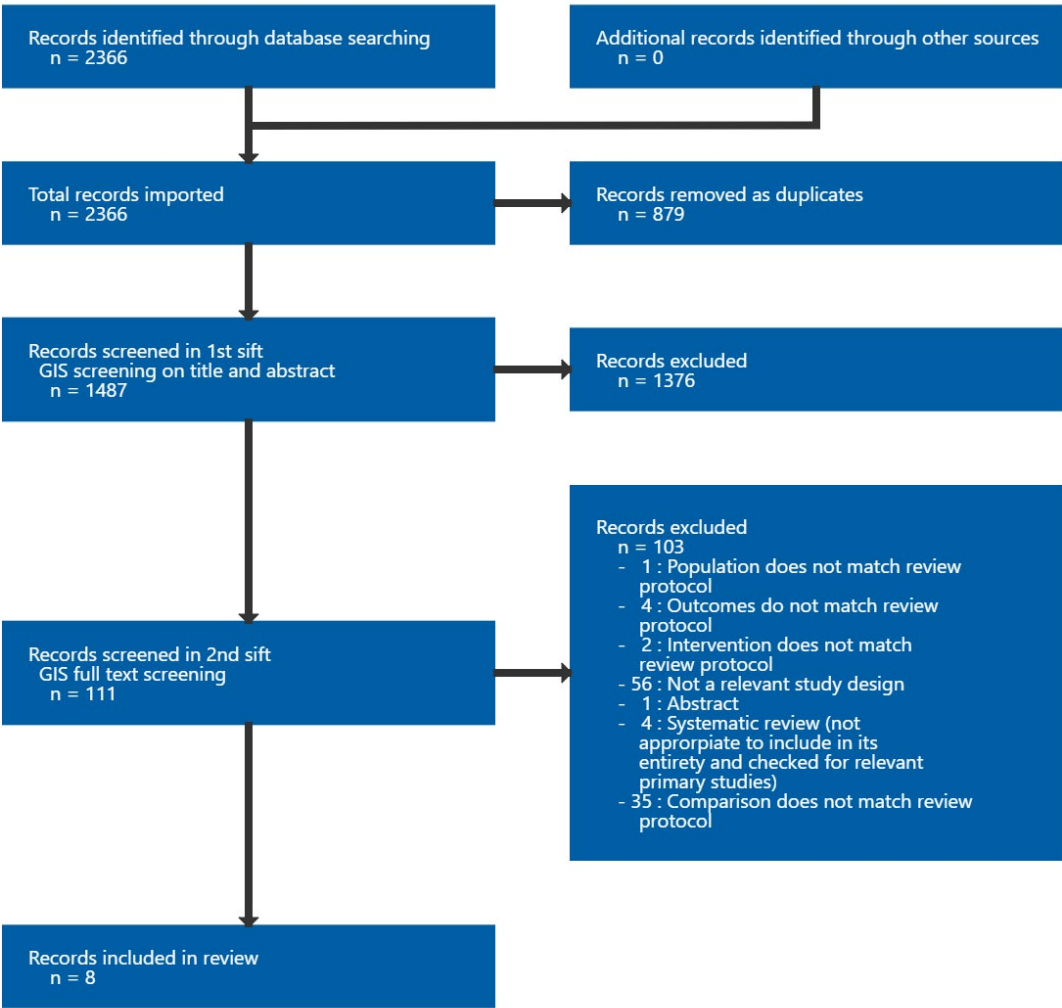 Records identified through database searching
n = 2366
Additional records identified through other sources
n = 0
Total records imported
n = 2366
Records removed as duplicates
n = 879
Records screened in 1st sift
GIS screening on title and abstract
n = 1487
Records excluded
n = 1376
Records screened in 2nd sift
GIS full text screening
n = 111
Records excluded
n = 103
- 1 : Population does not match review
protocol
- 4 : Outcomes do not match review
protocol
- 2 : Intervention does not match
review protocol
- 56 : Not a relevant study design
- 1 : Abstract
- 4 : Systematic review (not
approrpiate to include in its
entirety and checked for relevant
primary studies)
- 35 : Comparison does not match review
protocol
Records included in review
n = 8